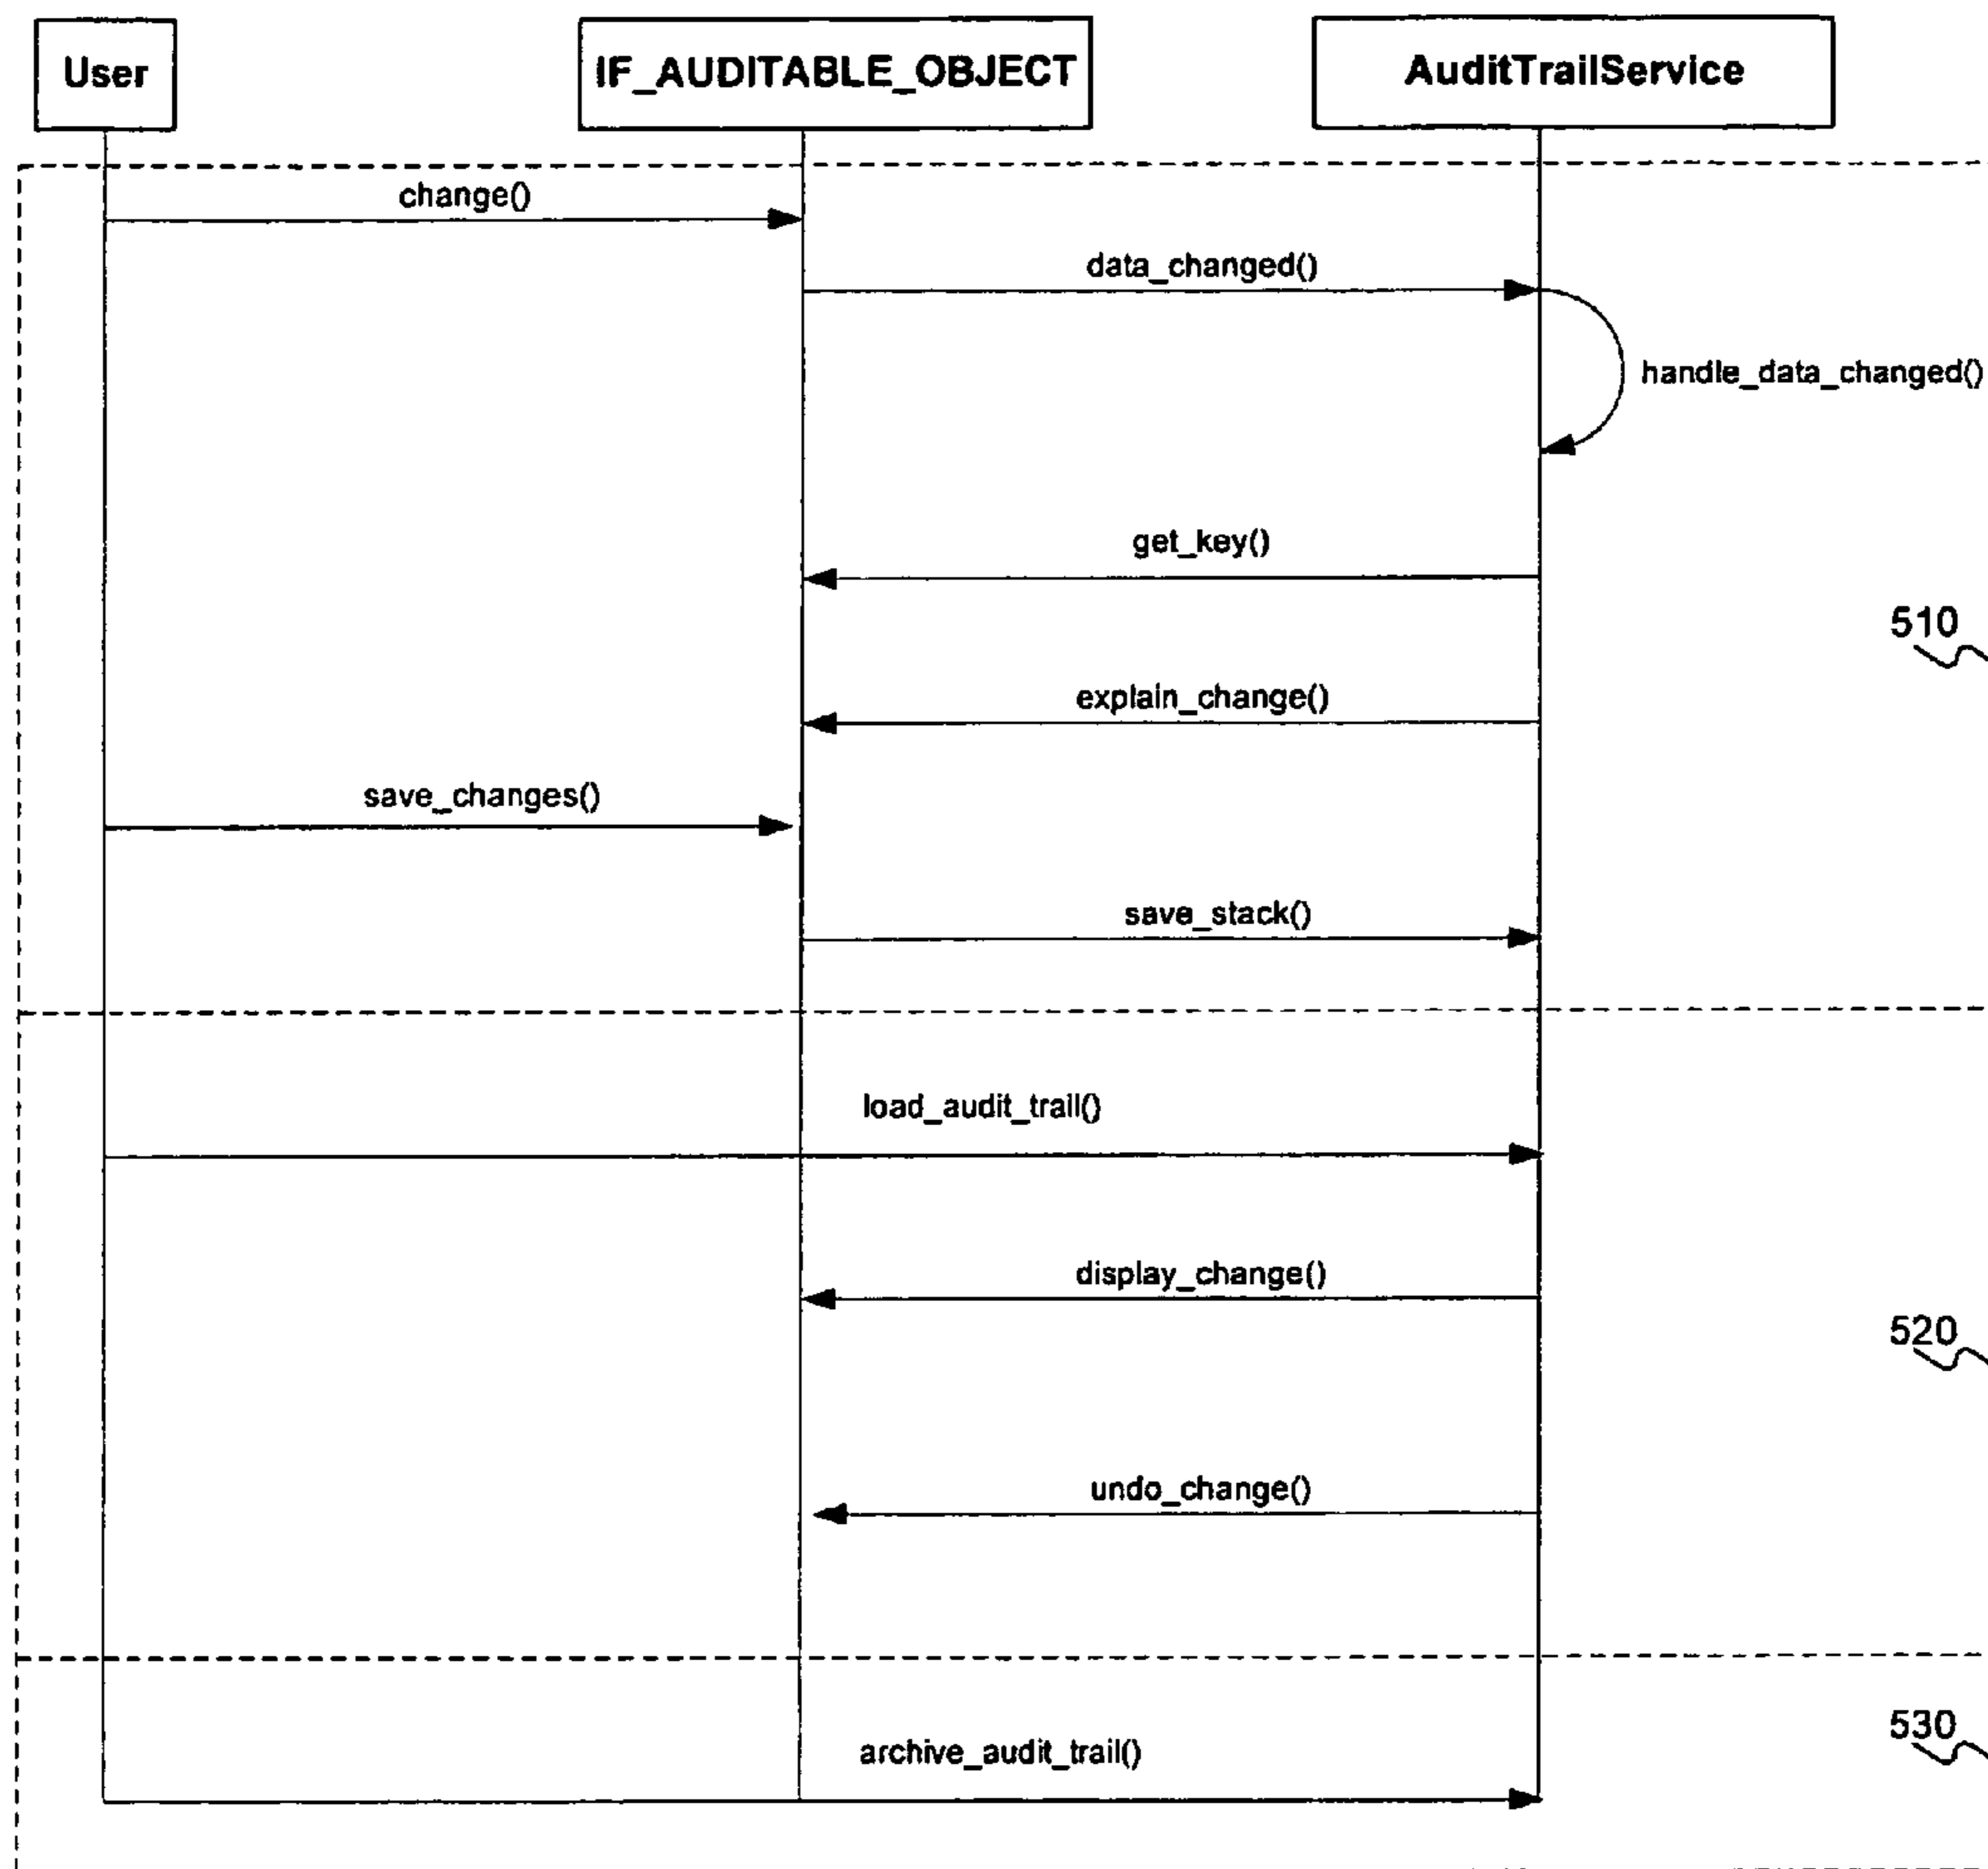 User
IF_AUDITABLE_OBJECT
AuditTrailService
change()
data_changed()
handle_data_changed()
get_key()
510
explain_change()
save_changes()
save_stack()
load_audit_trail()
display_change()
520
undo_change()
530
archive_audit_trail()